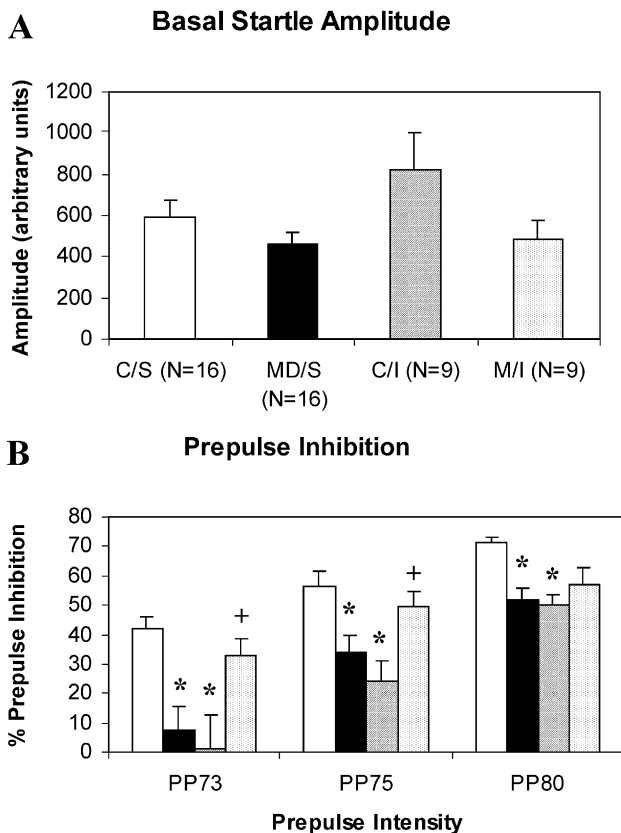 A
Basal Startle Amplitude
Amplitude (arbitrary units)
1200
1000
800
600
400
200
0
C/S (N=16)
MD/S
(N=16)
C/I (N=9)
M/I (N=9)
B
Prepulse Inhibition
% Prepulse Inhibition
80
70
60
50
40
30
20
10
0
+
* *
+
*
*
* *
PP73
PP75
PP80
Prepulse Intensity